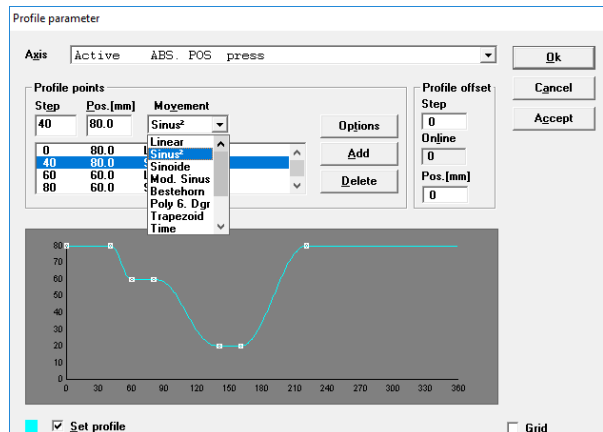 Profile parameter
Axis Active ABS. POS press Ok
Profile points Profile offset Cancel
Step Pos.[mm] Movement Step
40 80.0 Sinus² Options 0 Accept
Linear Online
0 80.0 L
Sinus² Add 0
40 80.0
Sinoide
60 60.0 L
Mod. Sinus Delete Pos.[mm]
80 60.0 S
Bestehorn 0
Poly 6. Dgr
Trapezoid
Time
80
70
60
50
40
30
20
10
0
0 30 60 90 120 150 180 210 240 270 300 330 360
Set profile Grid